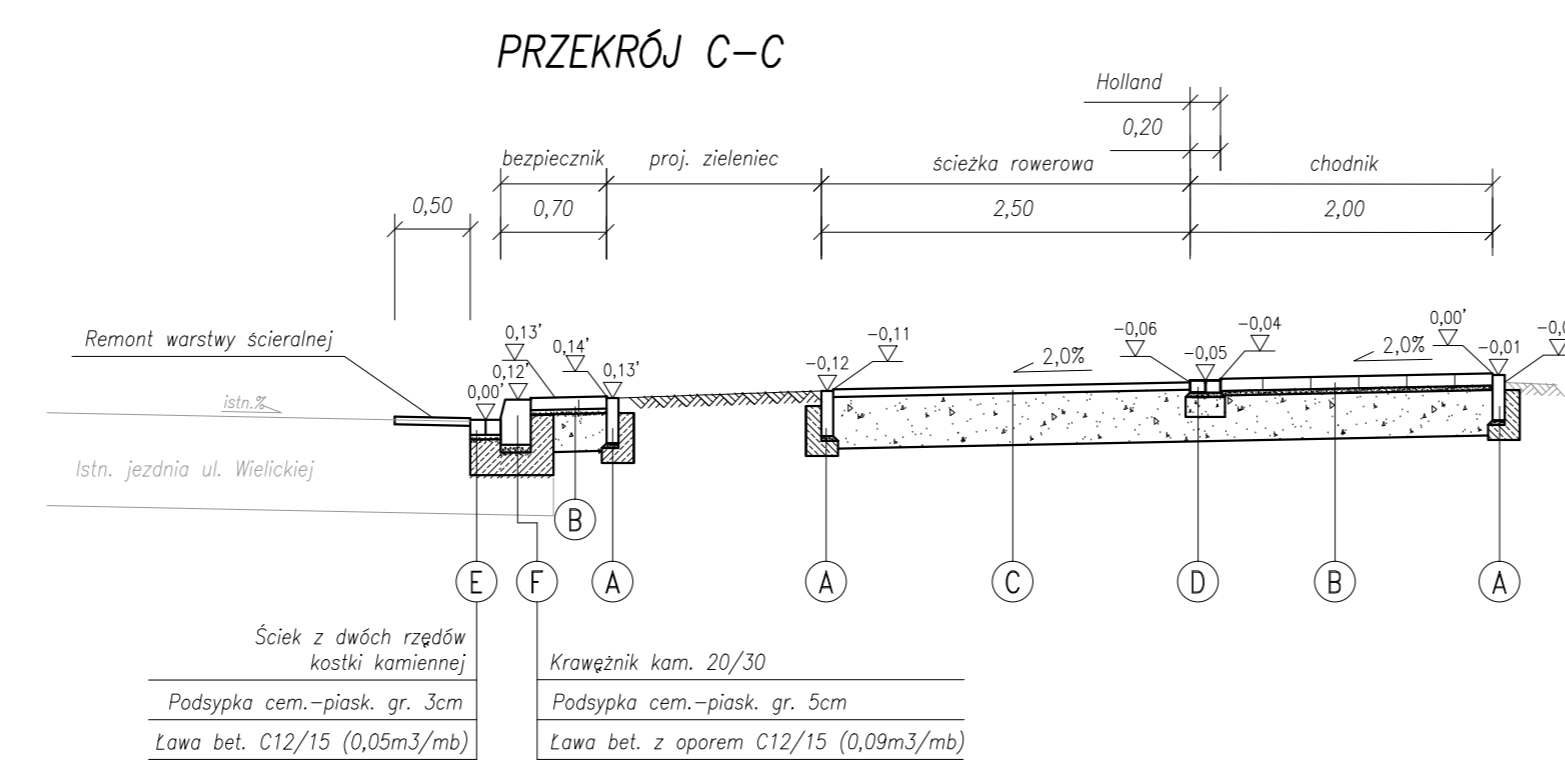 PRZEKRÓJ C-C
Holland
0,20
bezpiecznik
proj. zieleniec
ścieżka rowerowa
chodnik
0,50
0,70
2,50
2,00
Remont warstwy ścieralnej
0,13'
0,14'
0,12'
0,13'
0,00'
-0,12
-0,11
2,0%
-0,06
-0,05
-0,04
2,0%
0,00'
-0,01
istn.%
Istn. jezdnia ul. Wielickiej
B
E
F
A
A
C
D
B
A
Ściek z dwóch rzędów
kostki kamiennej
Podsypka cem.-piask. gr. 3cm
Ława bet. C12/15 (0,05m3/mb)
Krawężnik kam. 20/30
Podsypka cem.-piask. gr. 5cm
Ława bet. z oporem C12/15 (0,09m3/mb)